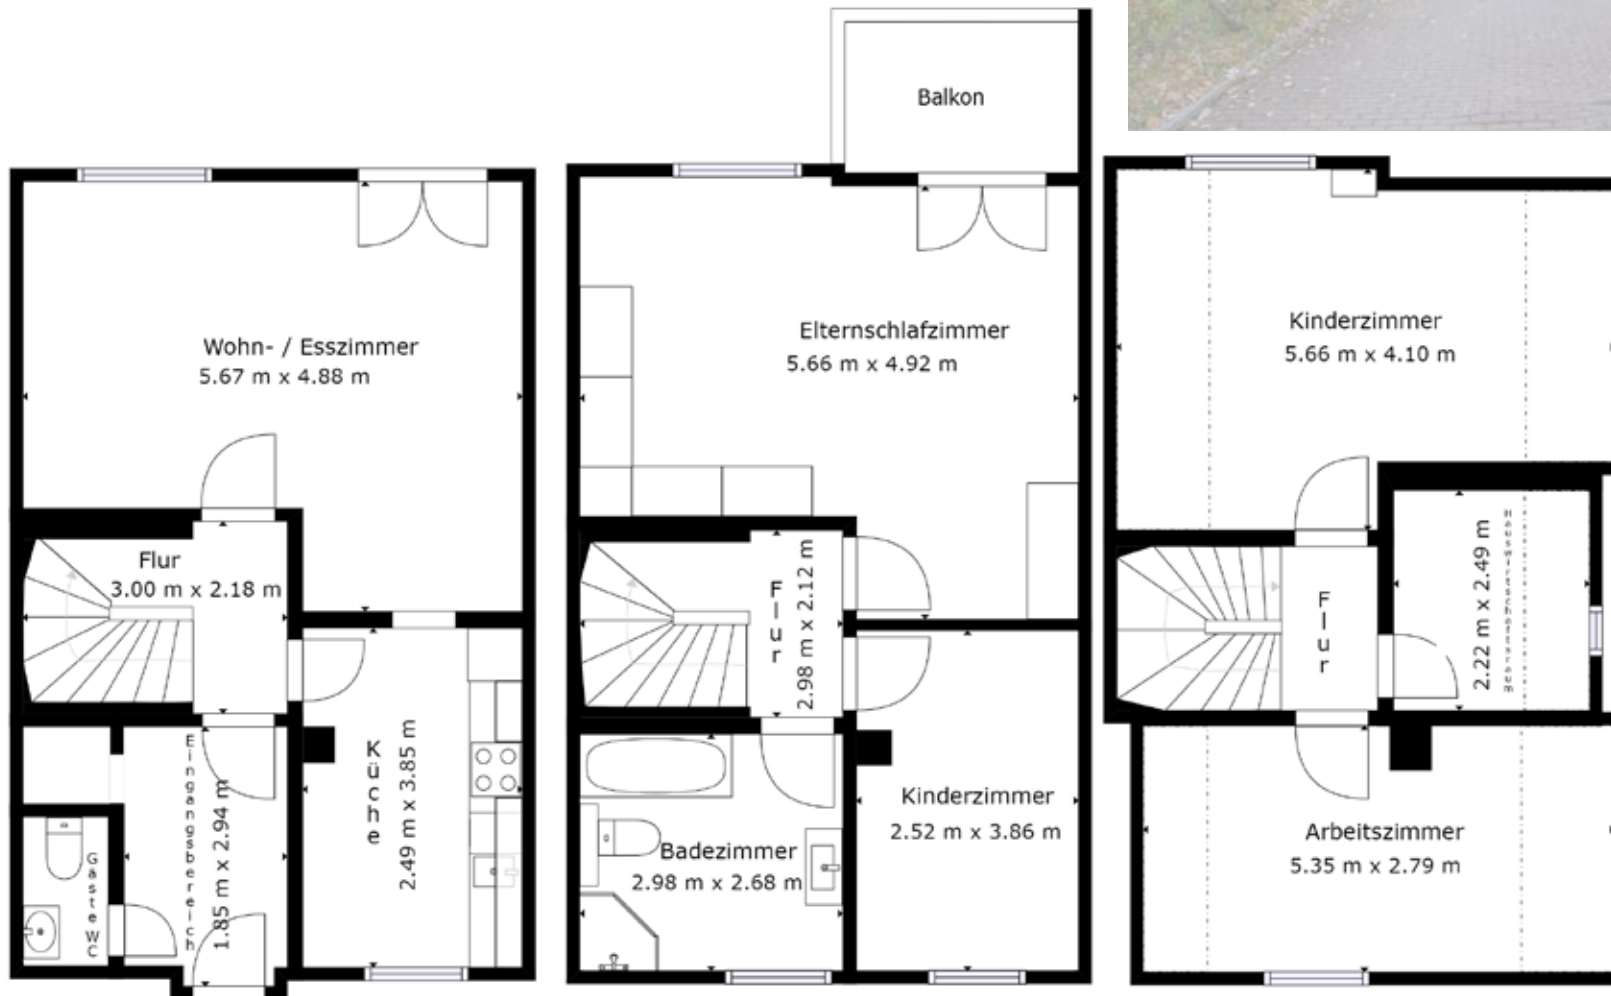 Wohn- / Esszimmer
5.67 m x 4.88 m
Flur
3.00 m x 2.18 m
Küche
2.49 m x 3.85 m
Eingangsbereich
1.85 m x 2.94 m
Gäste WC
Balkon
Elternschlafzimmer
5.66 m x 4.92 m
Flur
2.98 m x 2.12 m
Badezimmer
2.98 m x 2.68 m
Kinderzimmer
2.52 m x 3.86 m
Kinderzimmer
5.66 m x 4.10 m
Flur
2.22 m x 2.49 m
Hauswirtschaftsraum
Arbeitszimmer
5.35 m x 2.79 m